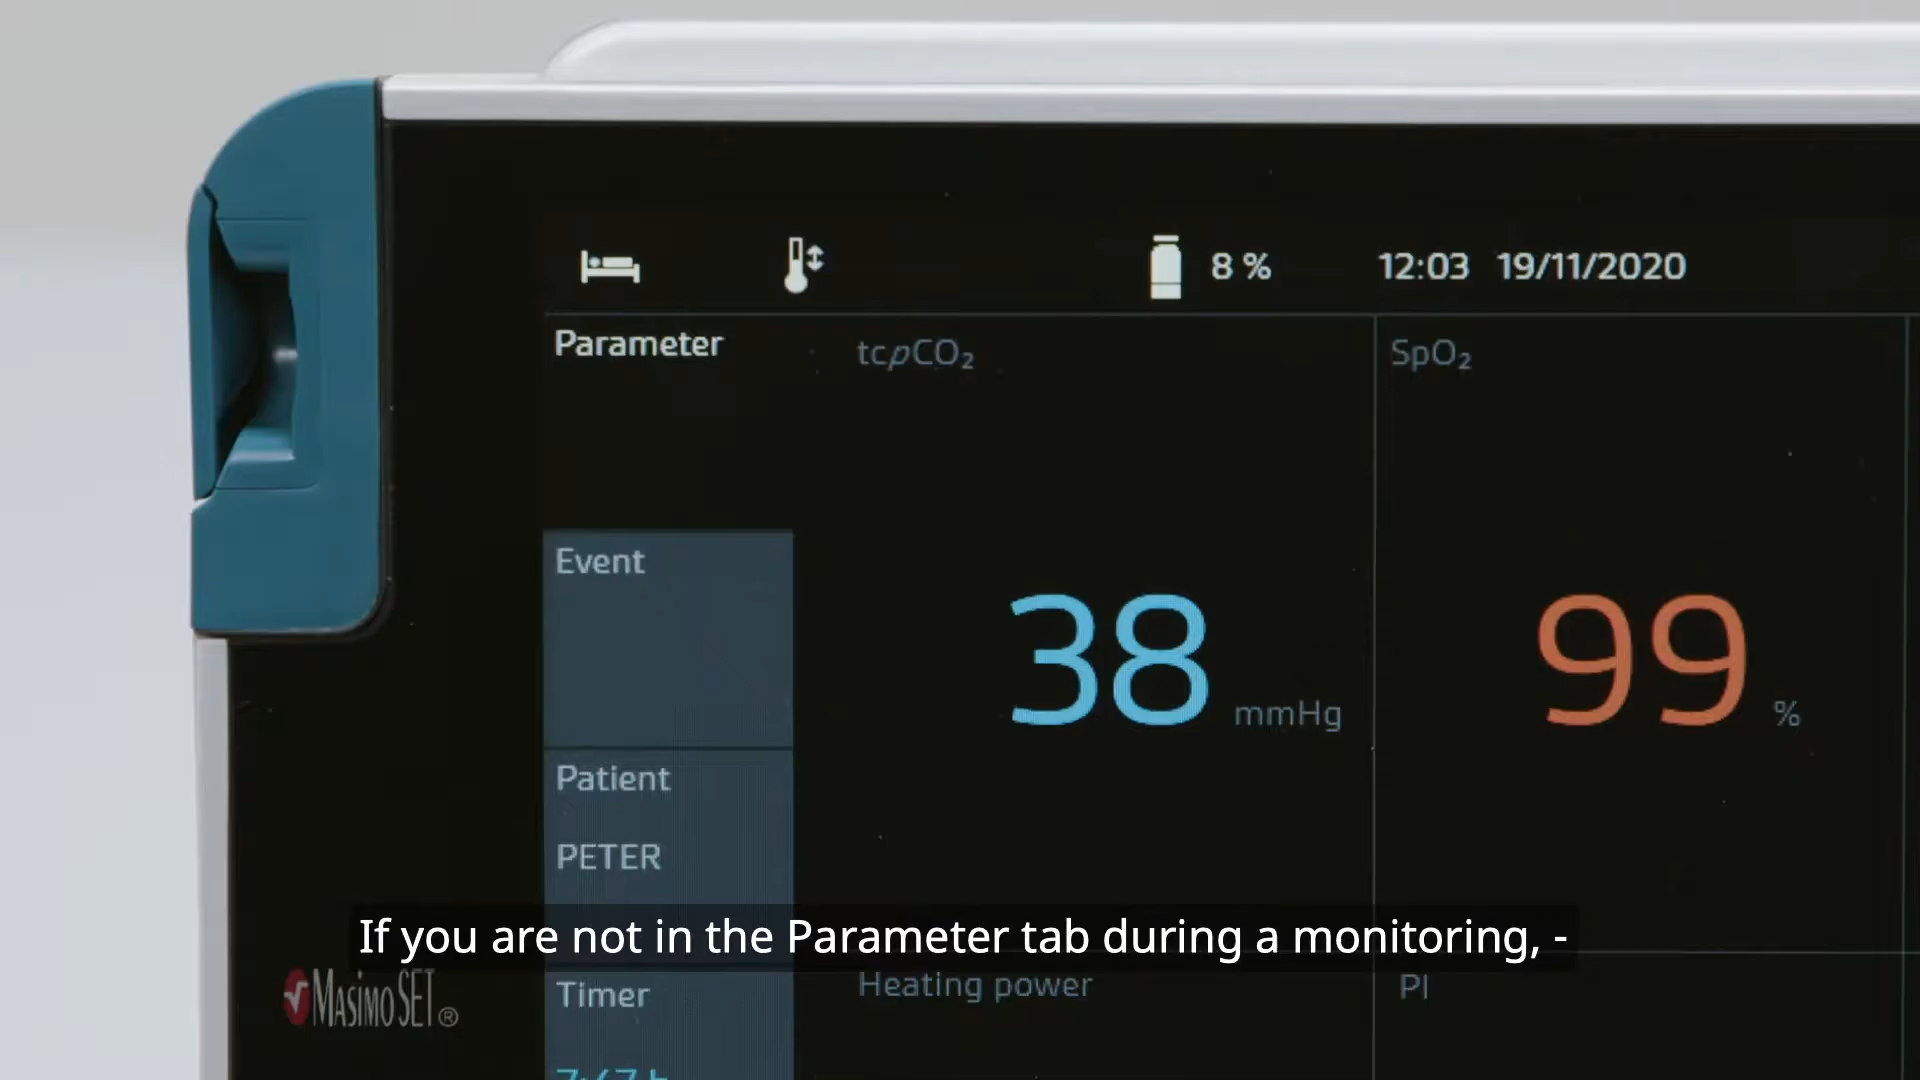 8 %
12:03 19/11/2020
Parameter
tcpCO₂
SpO₂
Event
38 mmHg
99 %
Patient
PETER
If you are not in the Parameter tab during a monitoring, -
Heating power
PI
Masimo SET®
Timer